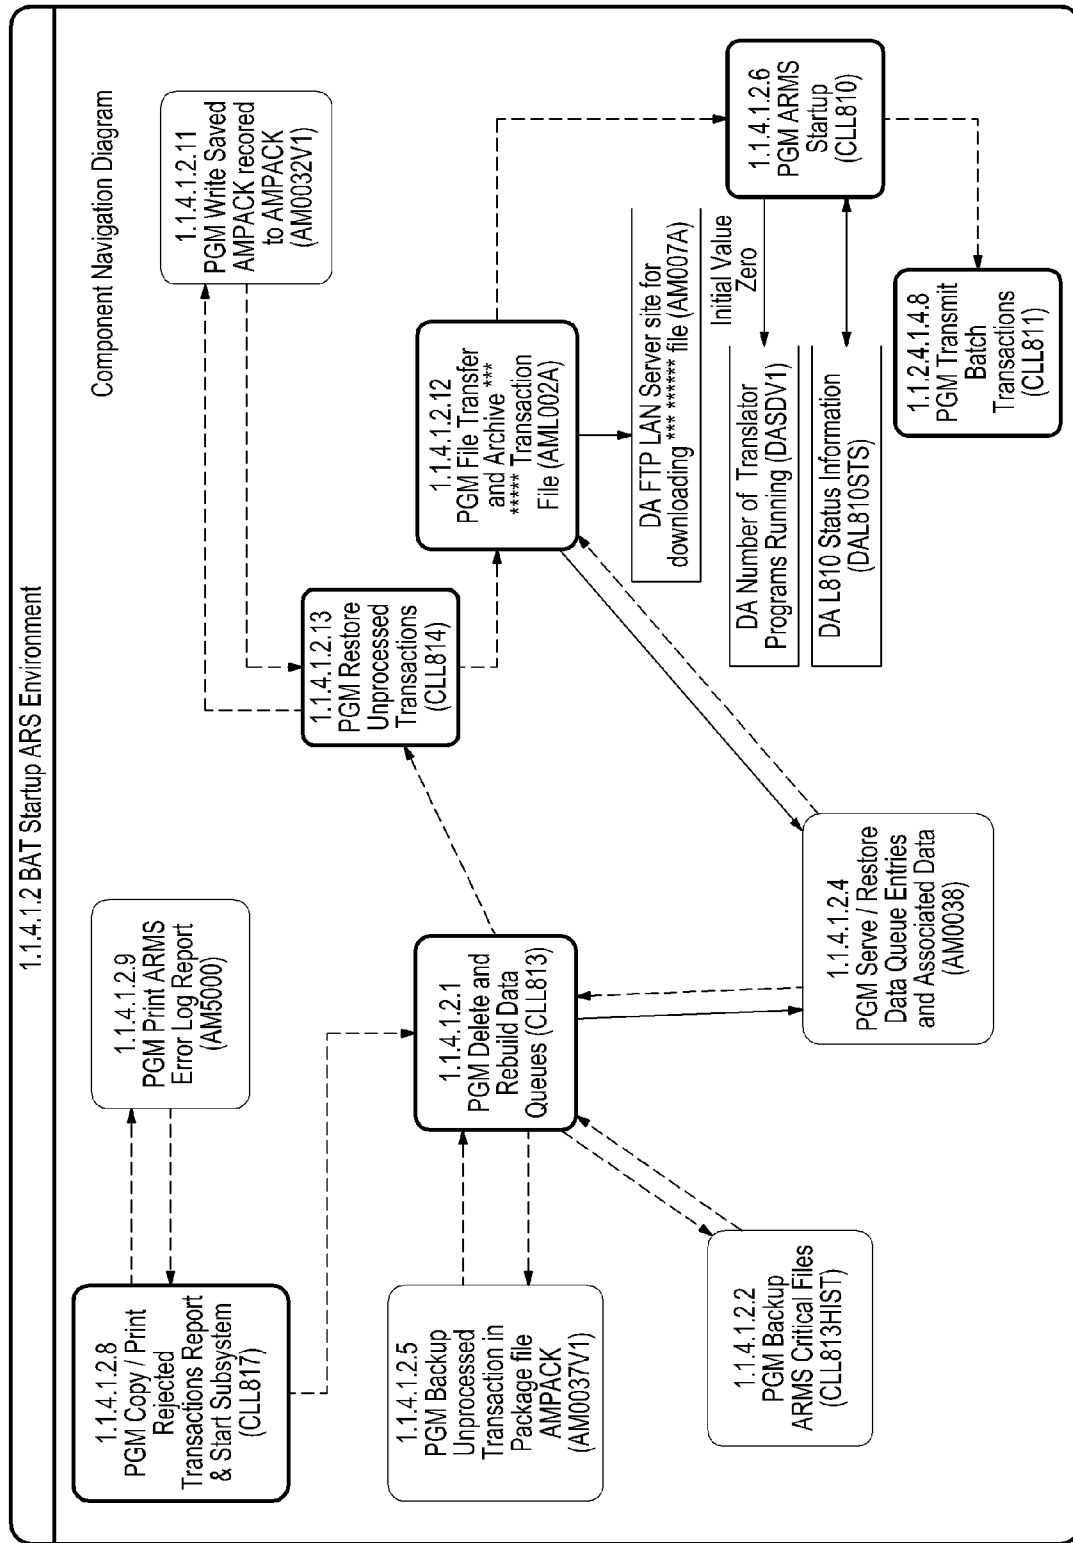 1.1.4.1.2 BAT Startup ARS Environment
Component Navigation Diagram
1.1.4.1.2.8
PGM Copy / Print
Rejected
Transactions Report
& Start Subsystem
(CLL817)
1.1.4.1.2.9
PGM Print ARMS
Error Log Report
(AM5000)
1.1.4.1.2.11
PGM Write Saved
AMPACK recored
to AMPACK
(AM0032V1)
1.1.4.1.2.13
PGM Restore
Unprocessed
Transactions
(CLL814)
1.1.4.1.2.5
PGM Backup
Unprocessed
Transaction in
Package file
AMPACK
(AM0037V1)
1.1.4.1.2.1
PGM Delete and
Rebuild Data
Queues (CLL813)
1.1.4.1.2.12
PGM File Transfer
and Archive ***
***** Transaction
File (AML002A)
1.1.4.1.2.2
PGM Backup
ARMS Critical Files
(CLL813HIST)
1.1.4.1.2.4
PGM Serve / Restore
Data Queue Entries
and Associated Data
(AM0038)
DA FTP LAN Server site for
downloading *** ****** file (AM007A)
Initial Value
Zero
DA Number of Translator
Programs Running (DASDV1)
DA L810 Status Information
(DAL810STS)
1.1.4.1.2.6
PGM ARMS
Startup
(CLL810)
1.1.2.4.1.4.8
PGM Transmit
Batch
Transactions
(CLL811)